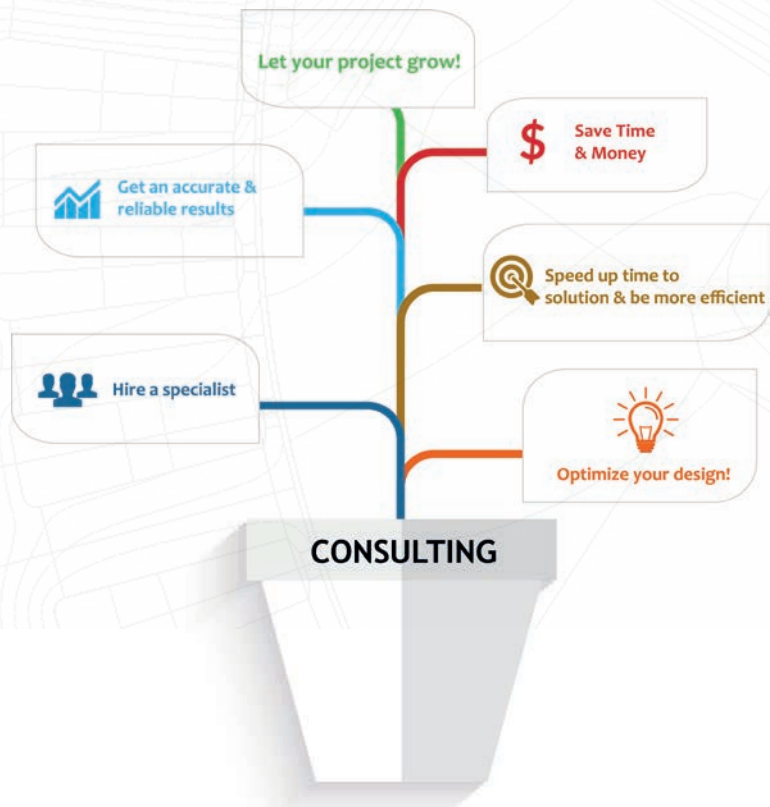 Let your project grow!
$
Save Time
& Money
Get an accurate &
reliable results
Speed up time to
solution & be more efficient
Hire a specialist
Optimize your design!
CONSULTING